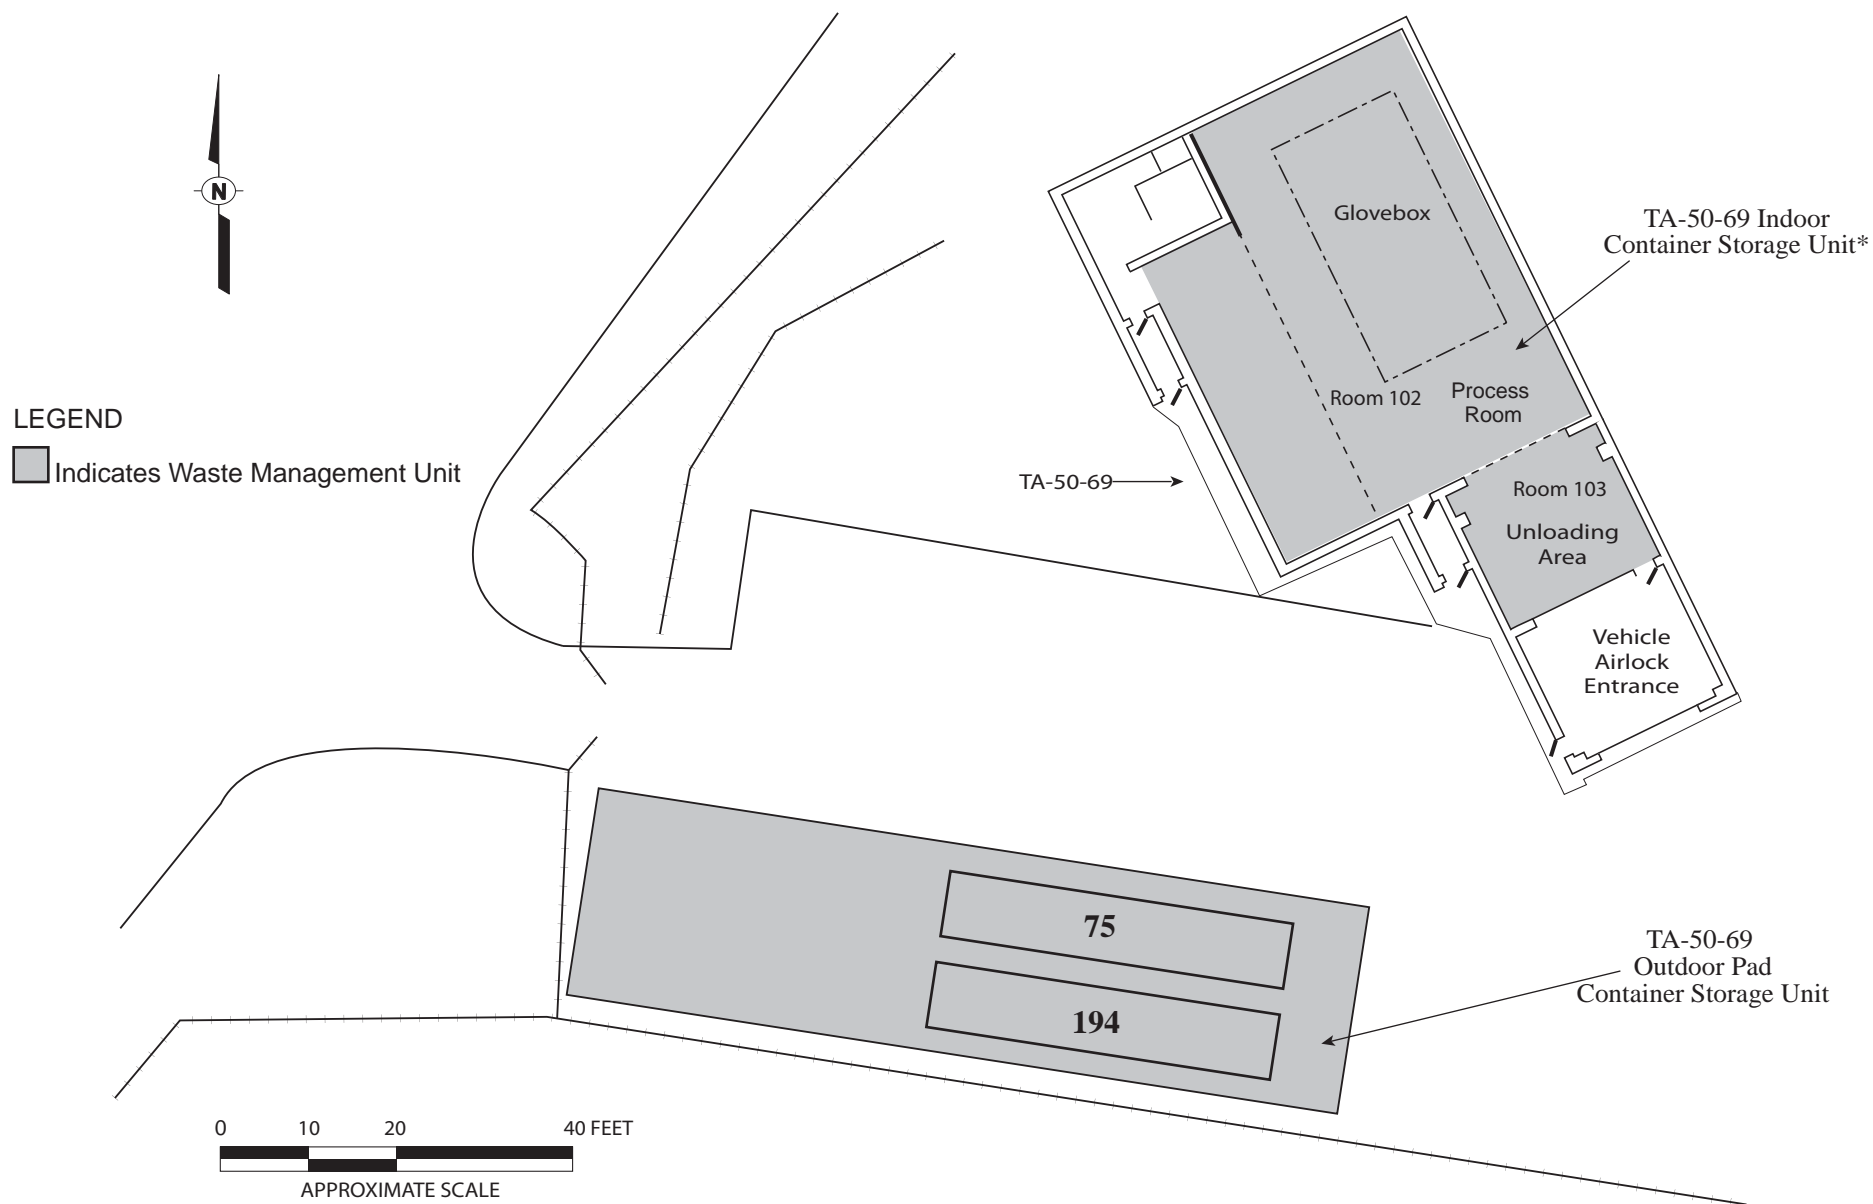 N
LEGEND
Indicates Waste Management Unit
Glovebox
TA-50-69 Indoor
Container Storage Unit*
Room 102
Process
Room
TA-50-69
Room 103
Unloading
Area
Vehicle
Airlock
Entrance
75
194
TA-50-69
Outdoor Pad
Container Storage Unit
0 10 20 40 FEET
APPROXIMATE SCALE